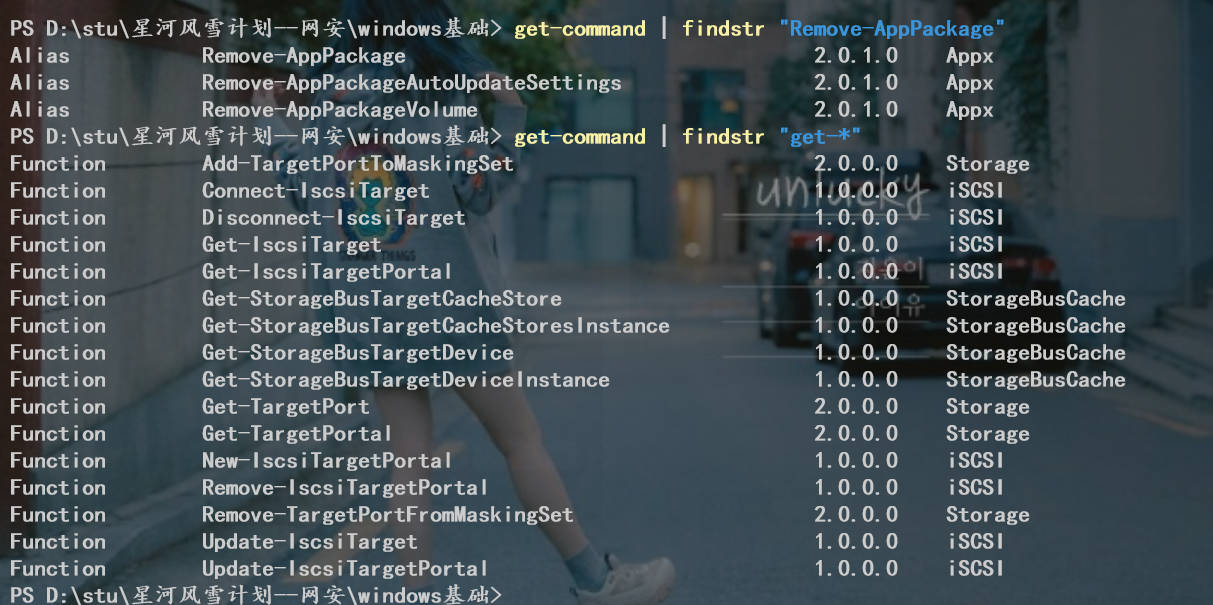 PS D:\stu\星河风雪计划--网安\windows基础> get-command | findstr "Remove-AppPackage"
Alias Remove-AppPackage 2.0.1.0 Appx
Alias Remove-AppPackageAutoUpdateSettings 2.0.1.0 Appx
Alias Remove-AppPackageVolume 2.0.1.0 Appx
PS D:\stu\星河风雪计划--网安\windows基础> get-command | findstr "get-*"
Function Add-TargetPortToMaskingSet 2.0.0.0 Storage
Function Connect-IscsiTarget 1.0.0.0 iSCSI
Function Disconnect-IscsiTarget 1.0.0.0 iSCSI
Function Get-IscsiTarget 1.0.0.0 iSCSI
Function Get-IscsiTargetPortal 1.0.0.0 iSCSI
Function Get-StorageBusTargetCacheStore 1.0.0.0 StorageBusCache
Function Get-StorageBusTargetCacheStoresInstance 1.0.0.0 StorageBusCache
Function Get-StorageBusTargetDevice 1.0.0.0 StorageBusCache
Function Get-StorageBusTargetDeviceInstance 1.0.0.0 StorageBusCache
Function Get-TargetPort 2.0.0.0 Storage
Function Get-TargetPortal 2.0.0.0 Storage
Function New-IscsiTargetPortal 1.0.0.0 iSCSI
Function Remove-IscsiTargetPortal 1.0.0.0 iSCSI
Function Remove-TargetPortFromMaskingSet 2.0.0.0 Storage
Function Update-IscsiTarget 1.0.0.0 iSCSI
Function Update-IscsiTargetPortal 1.0.0.0 iSCSI
PS D:\stu\星河风雪计划--网安\windows基础>
unlucky
THINGS